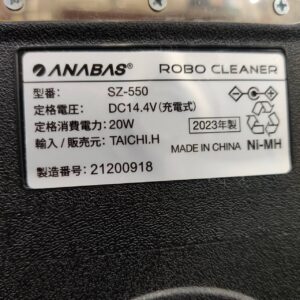 ANABAS® ROBO CLEANER
型番: SZ-550
定格電圧: DC14.4V(充電式)
定格消費電力: 20W 2023年製
輸入/販売元: TAICHI.H MADE IN CHINA Ni-MH
製造番号: 21200918